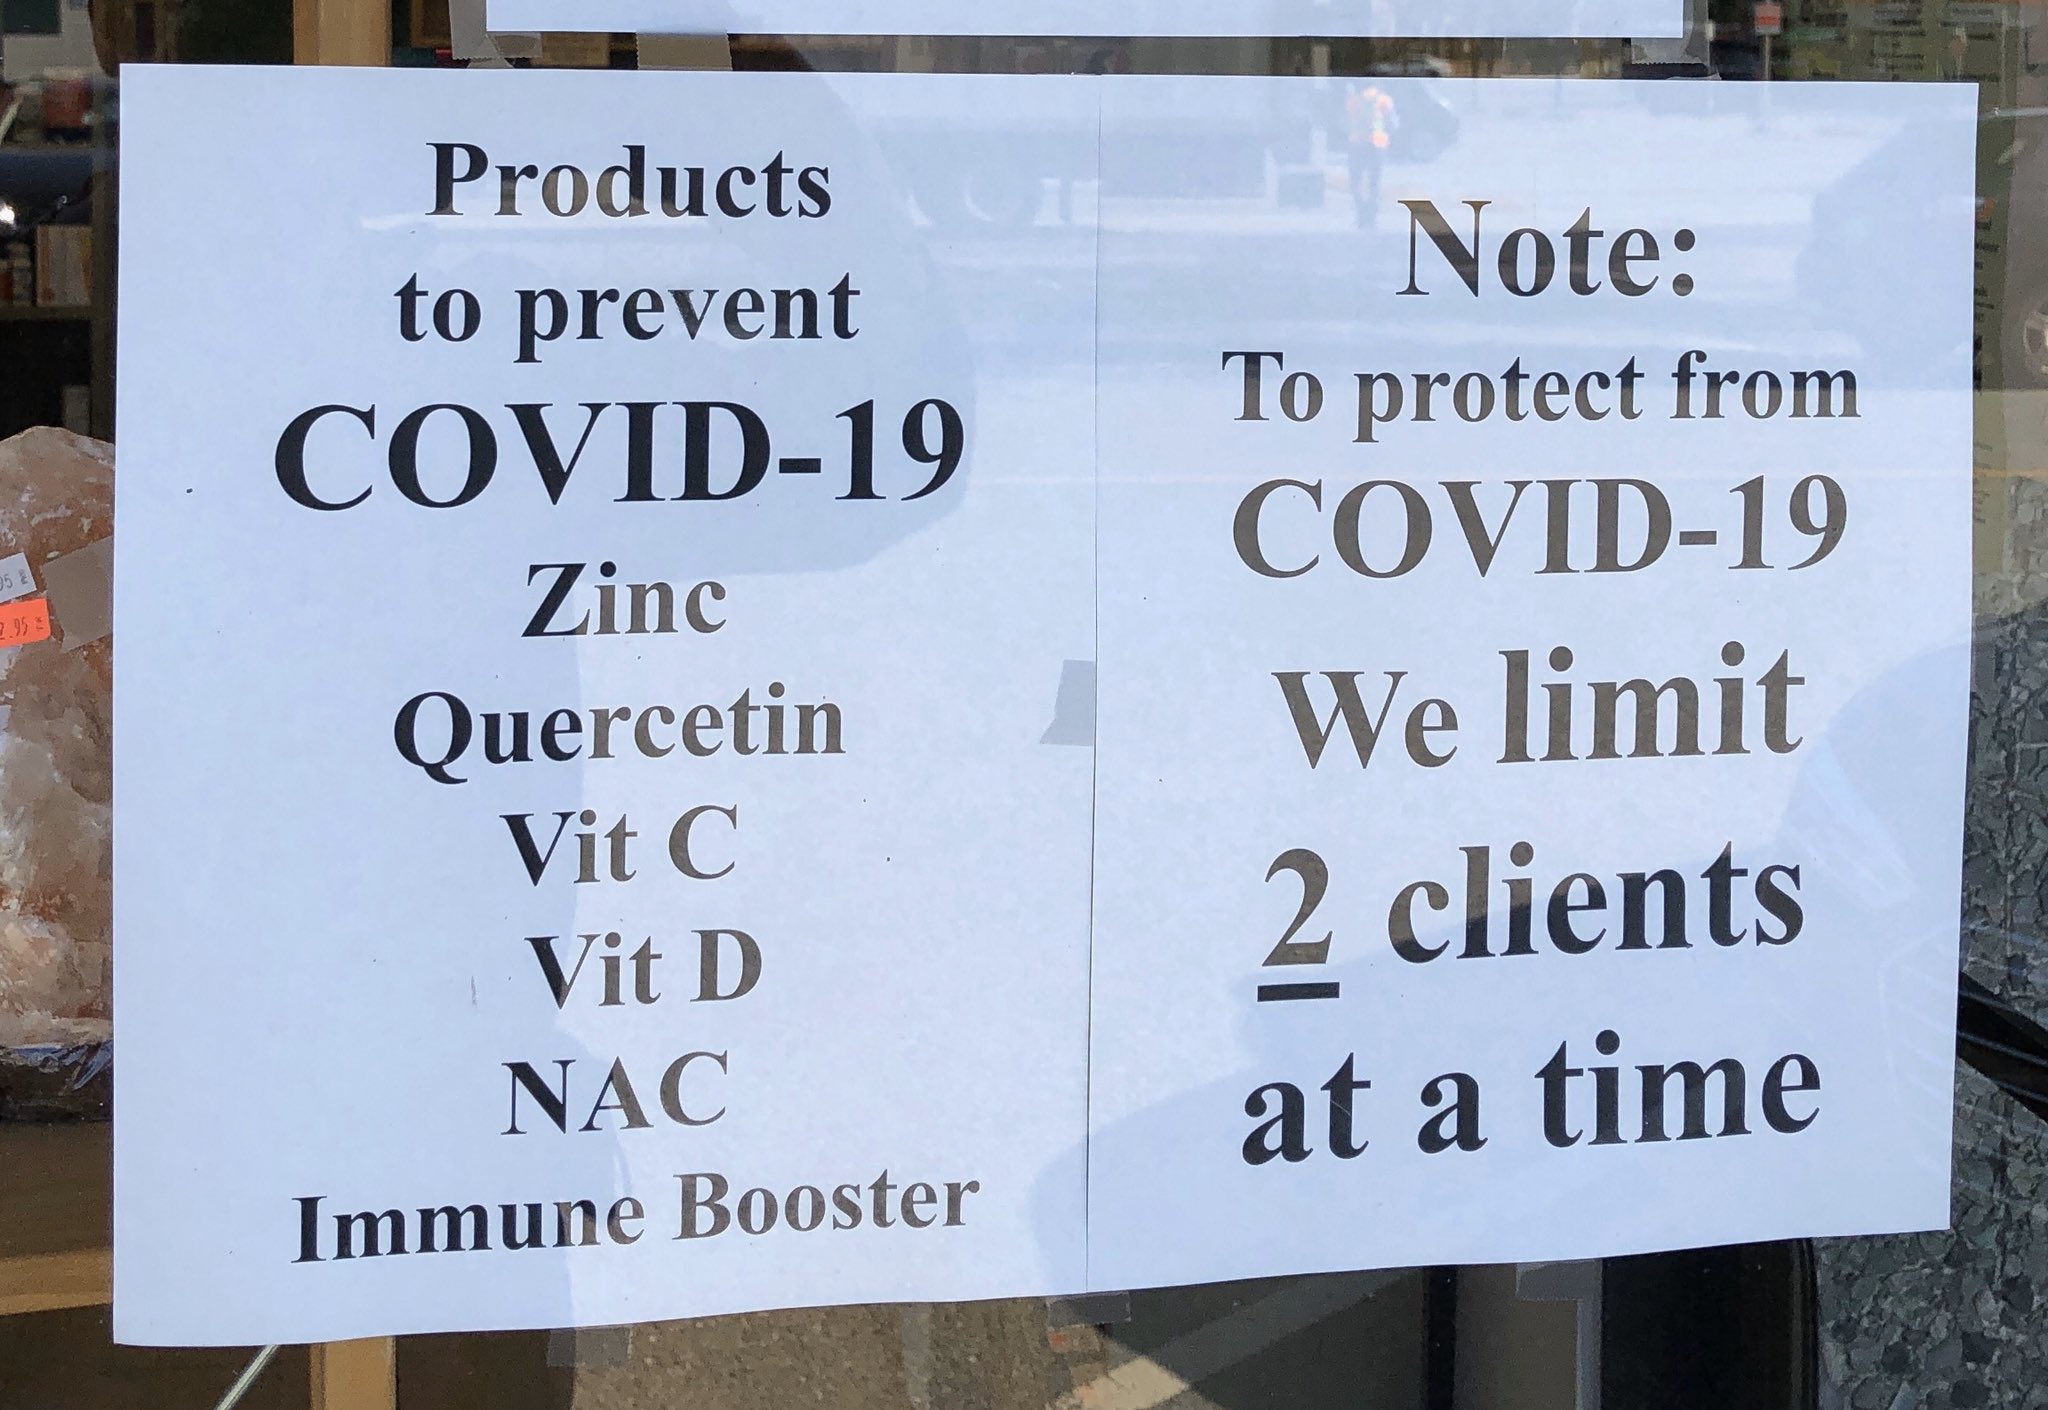 Products
to prevent
COVID-19
Zinc
Quercetin
Vit C
Vit D
NAC
Immune Booster
Note:
To protect from
COVID-19
We limit
2 clients
at a time